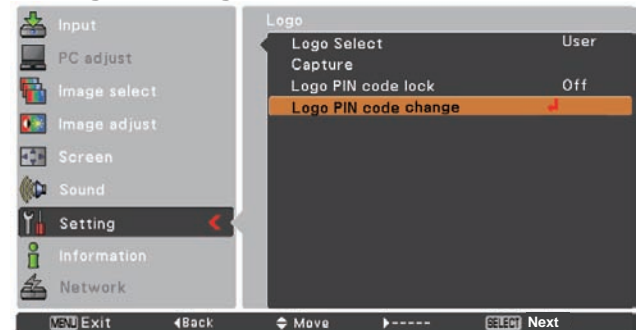 Input
PC adjust
Image select
Image adjust
Screen
Sound
Setting
Information
Network
Logo
Logo Select User
Capture
Logo PIN code lock Off
Logo PIN code change
MENU Exit ◀Back Move ▶----- SELECT Next